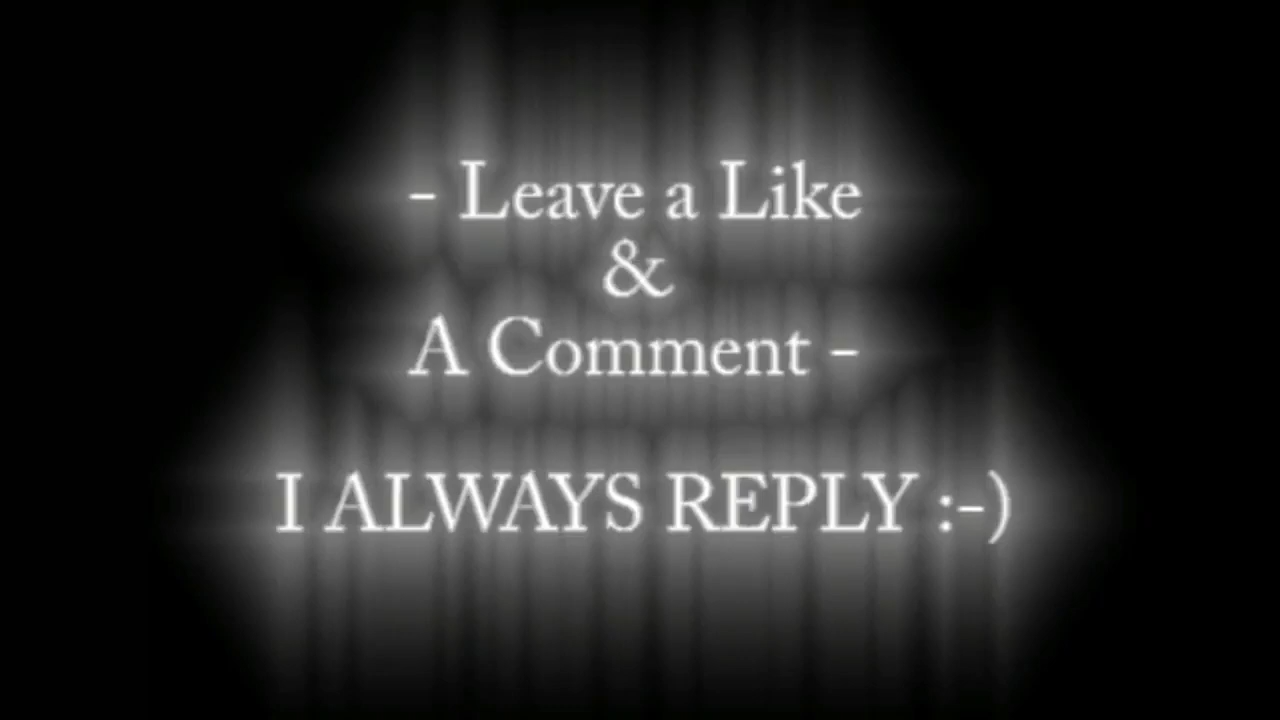 - Leave a Like
&
A Comment -
I ALWAYS REPLY :-)